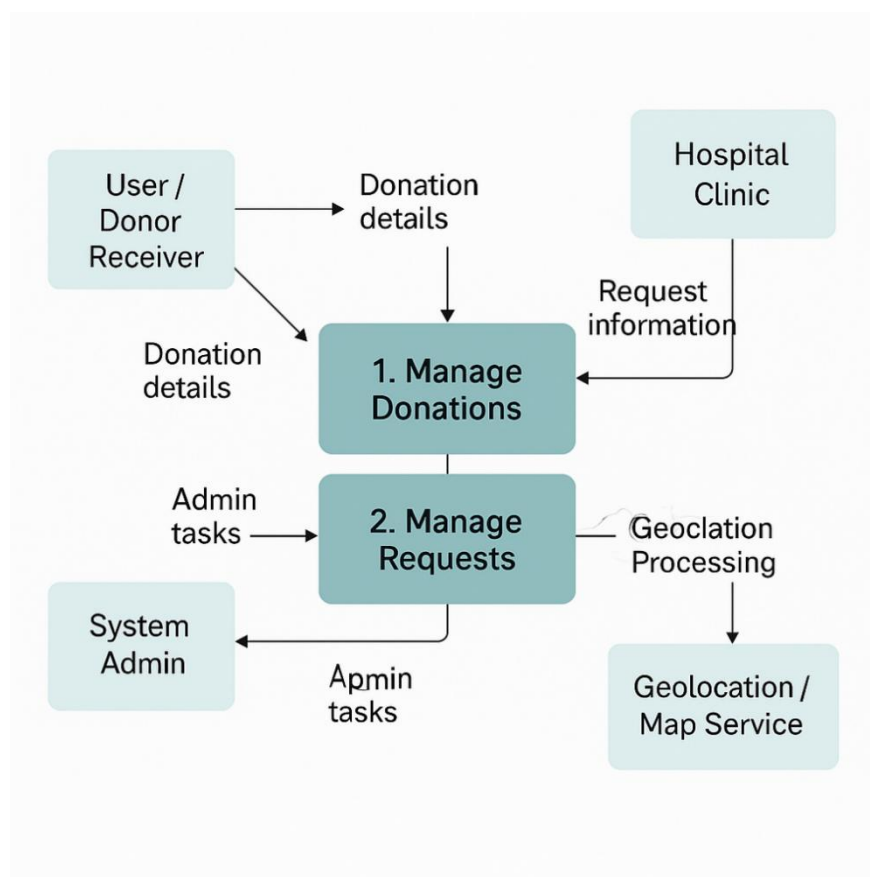 User /
Donor
Receiver
Donation
details
Hospital
Clinic
Request
information
Donation
details
1. Manage
Donations
Admin
tasks
2. Manage
Requests
Geoclation
Processing
System
Admin
Apmin
tasks
Geolocation /
Map Service